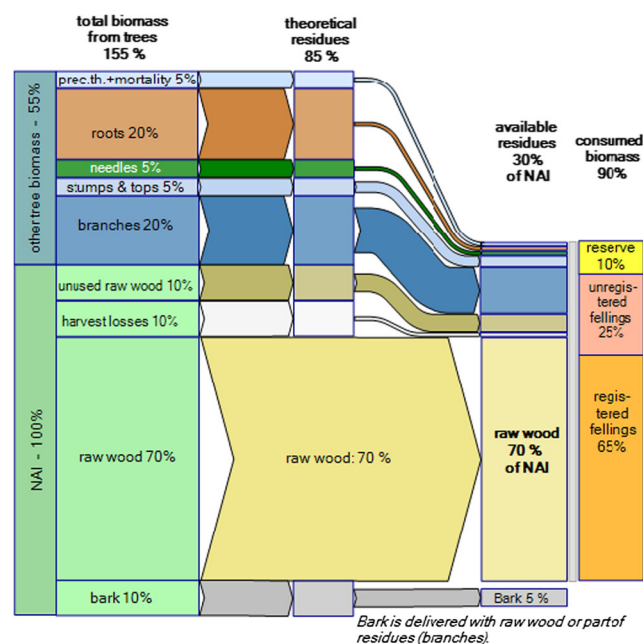 total biomass
from trees
155 %
theoretical
residues
85 %
available
residues
30%
of NAI
consumed
biomass
90%
other tree biomass - 55%
NAI - 100%
prec.th.+mortality 5%
roots 20%
needles 5%
stumps & tops 5%
branches 20%
unused raw wood 10%
harvest losses 10%
raw wood 70%
bark 10%
raw wood: 70 %
raw wood
70 %
of NAI
Bark 5 %
reserve
10%
unregis-
tered
fellings
25%
regis-
tered
fellings
65%
Bark is delivered with raw wood or part of
residues (branches).